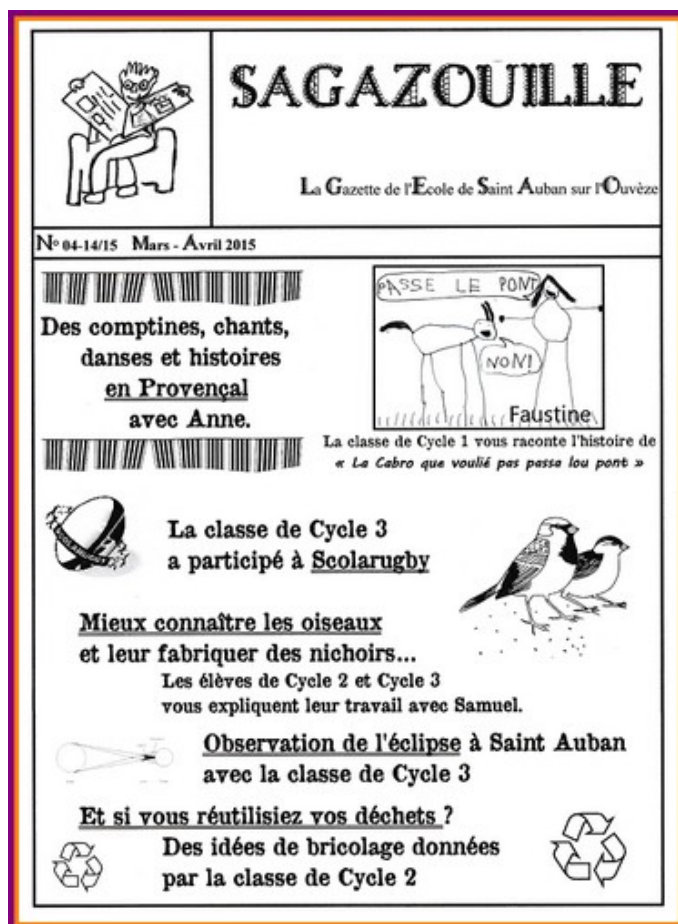 SAGAZOUILLE
La Gazette de l'Ecole de Saint Auban sur l'Ouvèze
N° 04-14/15 Mars - Avril 2015
Des comptines, chants,
danses et histoires
en Provençal
avec Anne.
PASSE LE PONT
NON!
Faustine
La classe de Cycle 1 vous raconte l'histoire de
« La Cabro que voulié pas passa lou pont »
La classe de Cycle 3
a participé à Scolarugby
Mieux connaître les oiseaux
et leur fabriquer des nichoirs...
Les élèves de Cycle 2 et Cycle 3
vous expliquent leur travail avec Samuel.
Observation de l'éclipse à Saint Auban
avec la classe de Cycle 3
Et si vous réutilisiez vos déchets ?
Des idées de bricolage données
par la classe de Cycle 2